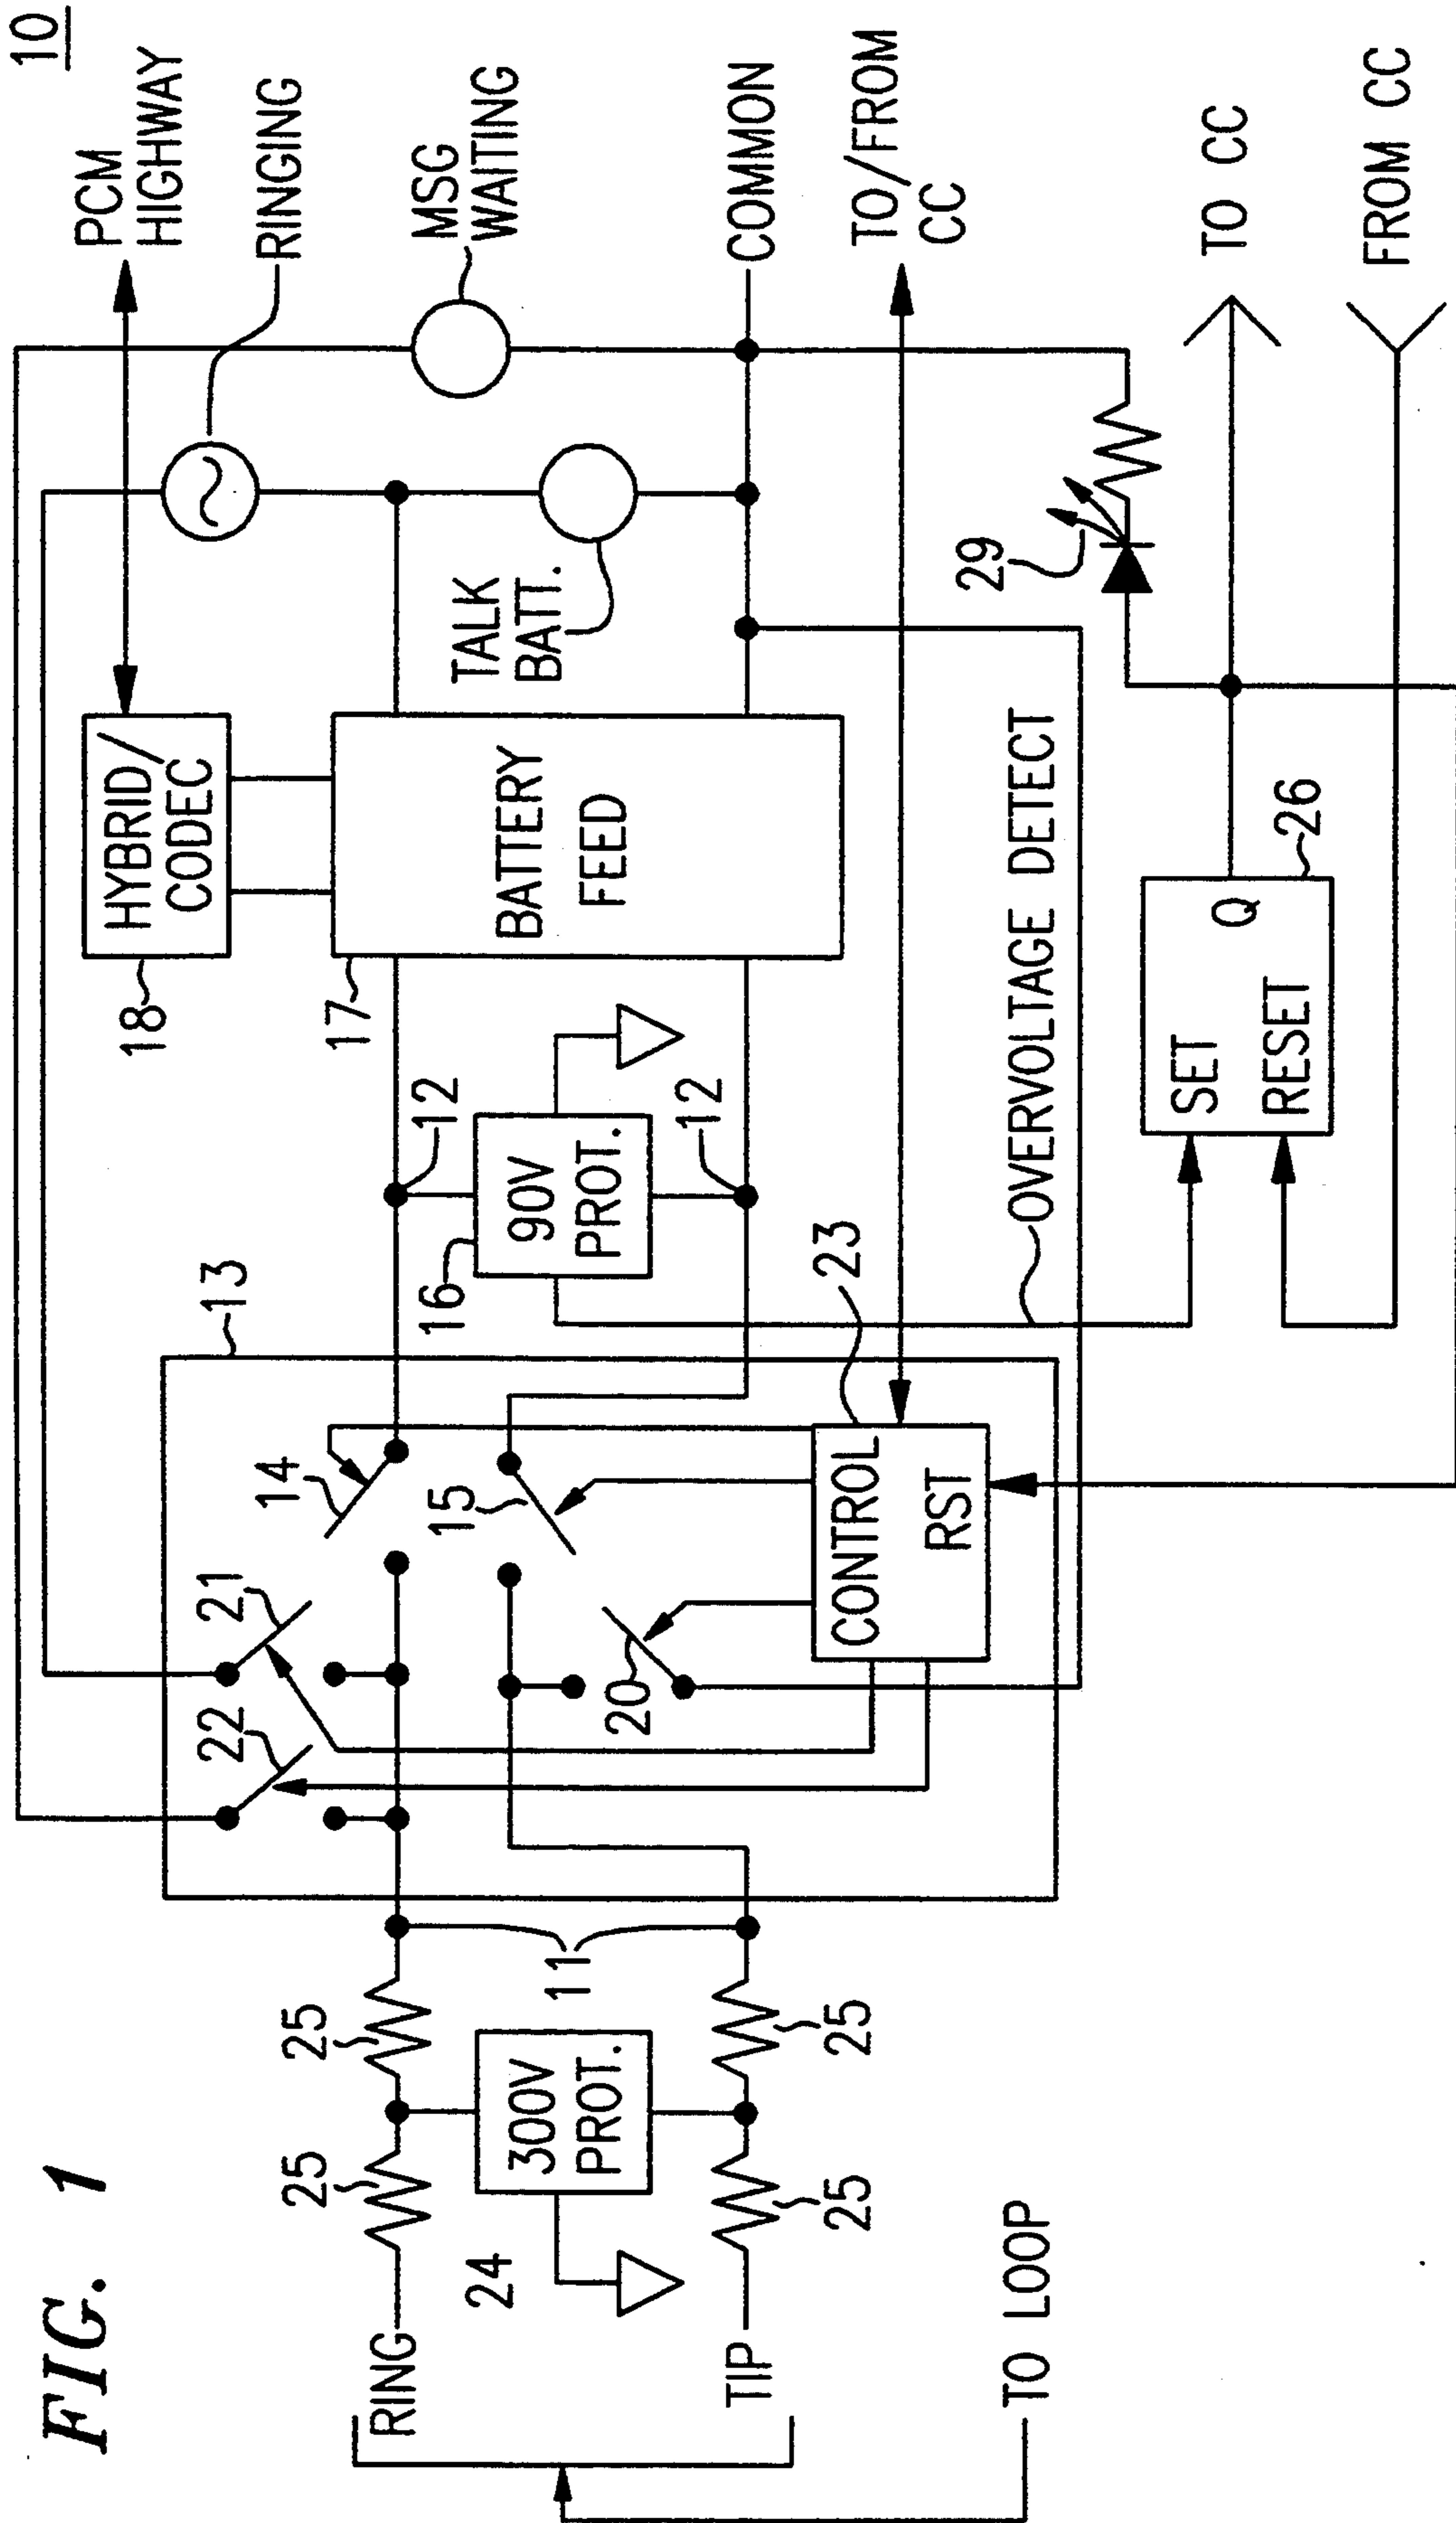 FIG. 1
10
PCM
HIGHWAY
RINGING
MSG
WAITING
COMMON
TO/FROM
CC
TO CC
FROM CC
HYBRID/
CODEC
18
TALK
BATT.
BATTERY
FEED
17
29
12
90V
PROT.
16
12
OVERVOLTAGE DETECT
SET
Q
RESET
26
13
14
15
21
22
20
CONTROL
RST
23
11
25
25
300V
PROT.
24
25
25
RING
TIP
TO LOOP